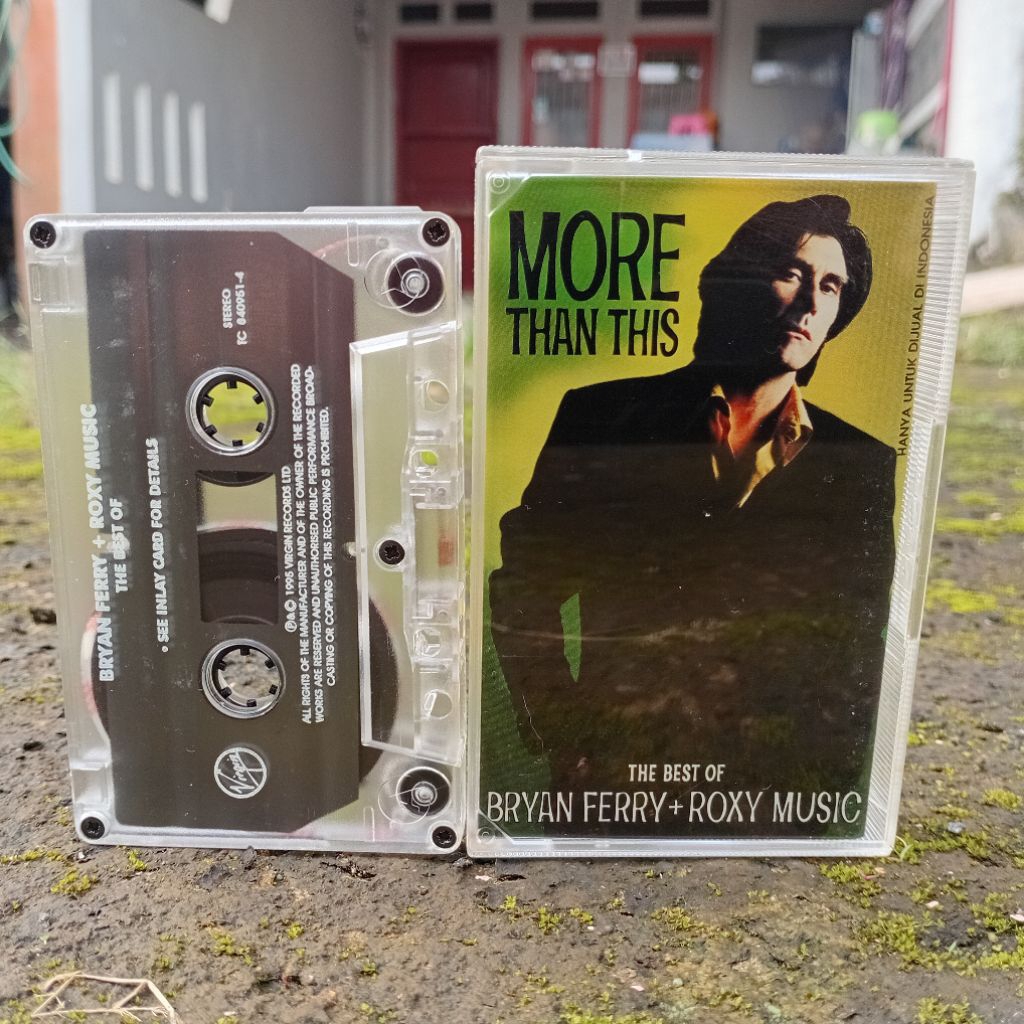 STEREO
TC 840951-4
BRYAN FERRY + ROXY MUSIC
THE BEST OF
• SEE INLAY CARD FOR DETAILS
℗&© 1995 VIRGIN RECORDS LTD
ALL RIGHTS OF THE MANUFACTURER AND OF THE OWNER OF THE RECORDED
WORKS ARE RESERVED AND UNAUTHORISED PUBLIC PERFORMANCE BROAD-
CASTING OR COPYING OF THIS RECORDING IS PROHIBITED.
Virgin
MORE
THAN THIS
HANYA UNTUK DIJUAL DI INDONESIA
THE BEST OF
BRYAN FERRY + ROXY MUSIC